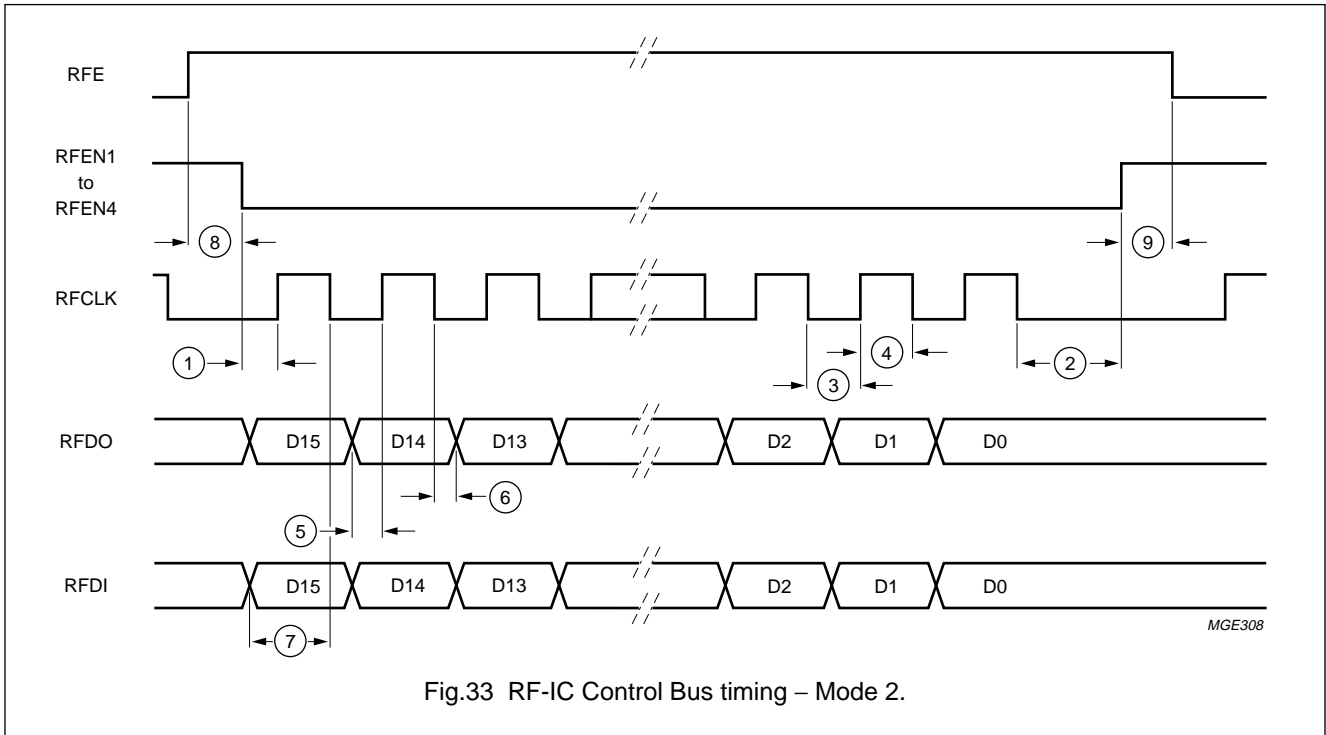 RFE
RFEN1
to
RFEN4
8
9
RFCLK
1
4
3
2
RFDO
D15
D14
D13
D2
D1
D0
6
5
RFDI
D15
D14
D13
D2
D1
D0
7
MGE308
Fig.33 RF-IC Control Bus timing − Mode 2.